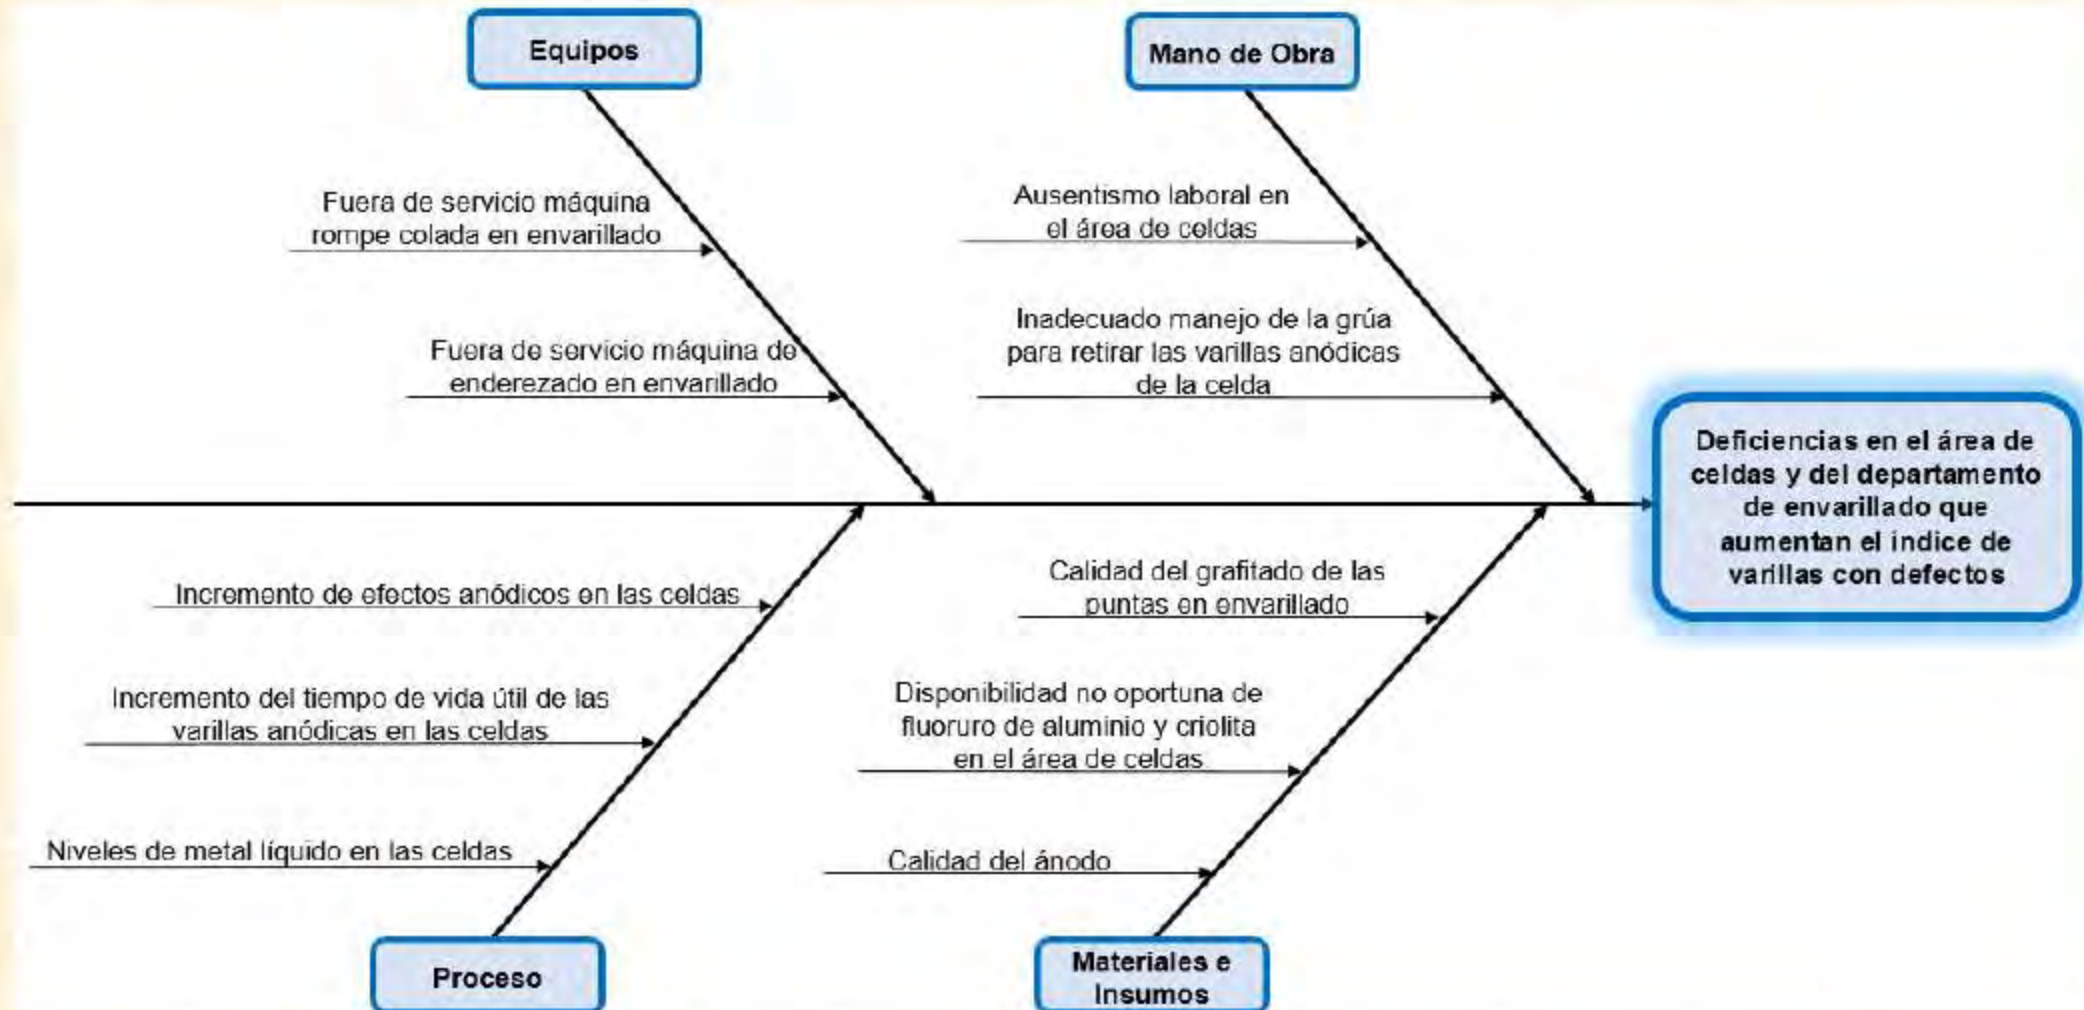 Equipos
Mano de Obra
Fuera de servicio máquina
rompe colada en envarillado
Ausentismo laboral en
el área de celdas
Fuera de servicio máquina de
enderezado en envarillado
Inadecuado manejo de la grúa
para retirar las varillas anódicas
de la celda
Deficiencias en el área de
celdas y del departamento
de envarillado que
aumentan el índice de
varillas con defectos
Incremento de efectos anódicos en las celdas
Calidad del grafitado de las
puntas en envarillado
Incremento del tiempo de vida útil de las
varillas anódicas en las celdas
Disponibilidad no oportuna de
fluoruro de aluminio y criolita
en el área de celdas
Niveles de metal líquido en las celdas
Calidad del ánodo
Proceso
Materiales e
Insumos